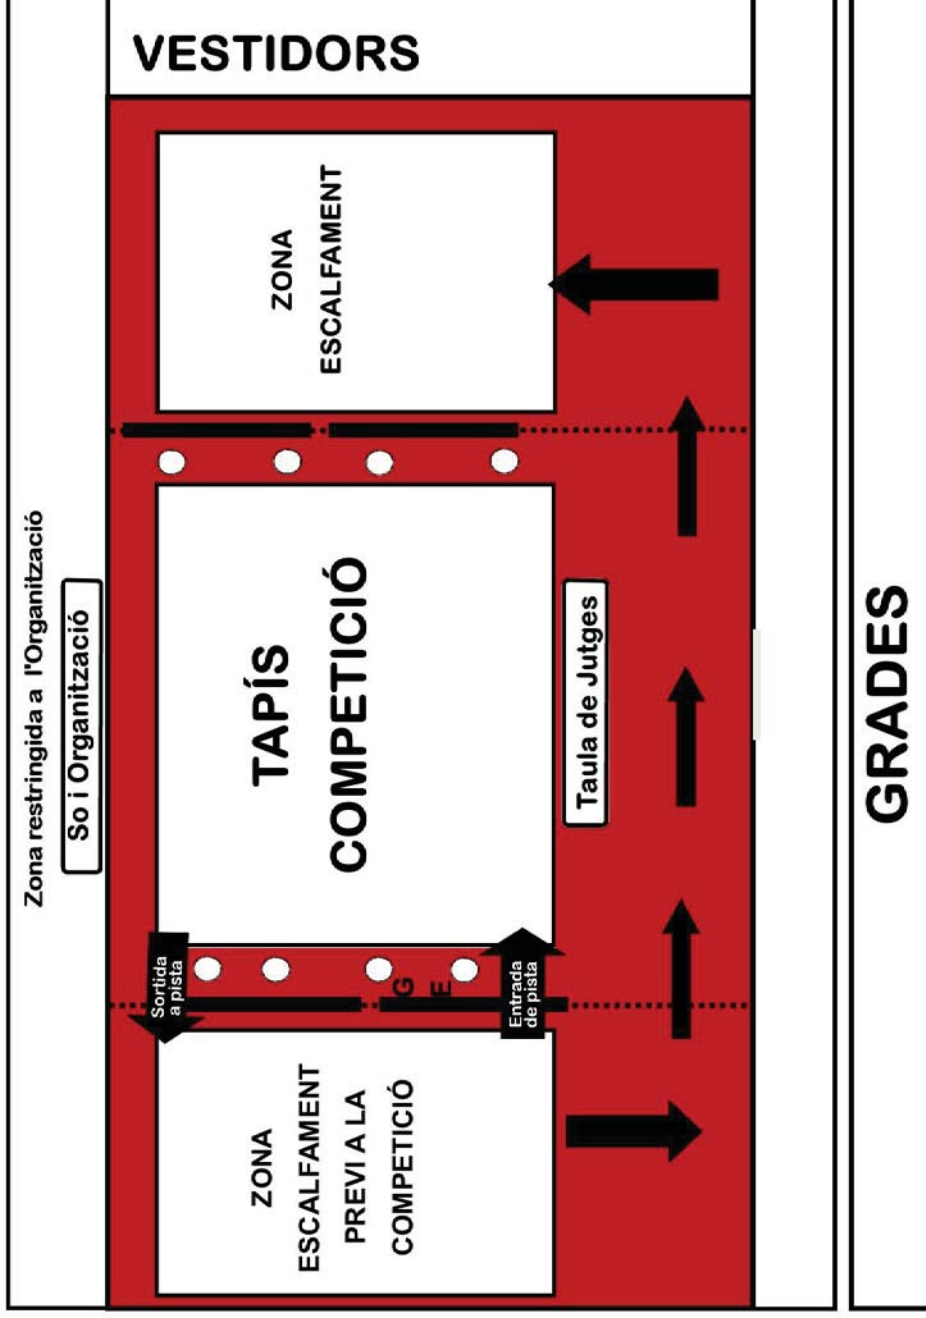 VESTIDORS
ZONA
ESCALFAMENT
Zona restringida a l'Organització
So i Organització
TAPÍS
COMPETICIÓ
Taula de Jutges
GRADES
Sortida
a pista
G
E
Entrada
de pista
ZONA
ESCALFAMENT
PREVI A LA
COMPETICIÓ